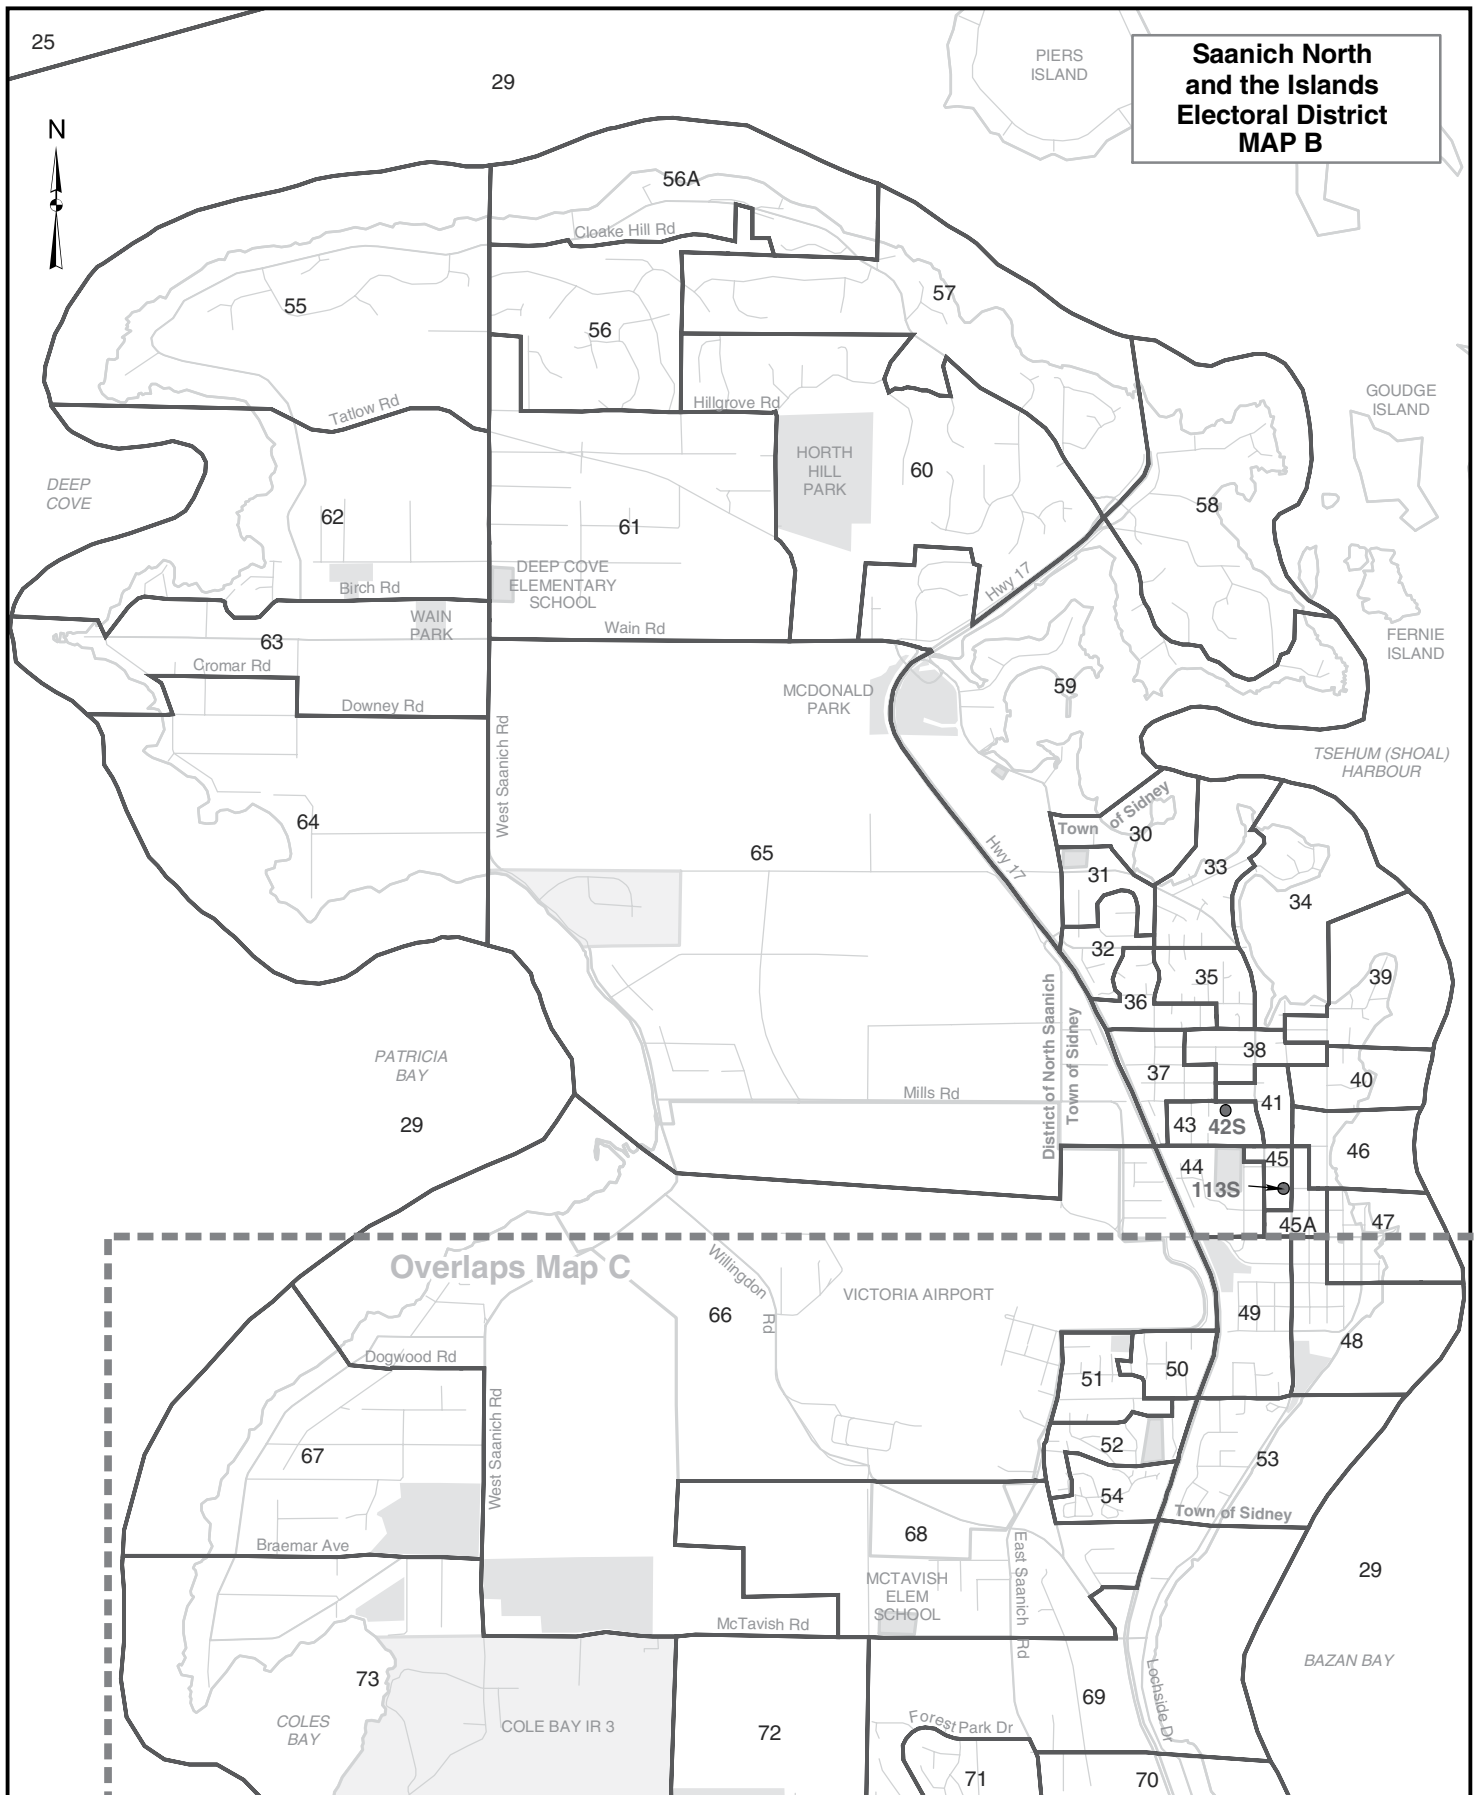 25
29
PIERS
ISLAND
Saanich North
and the Islands
Electoral District
MAP B
N
56A
Cloake Hill Rd
55
56
57
Tatlow Rd
Hillgrove Rd
GOUDGE
ISLAND
HORTH
HILL
PARK
60
DEEP
COVE
62
61
58
DEEP COVE
ELEMENTARY
SCHOOL
Birch Rd
Hwy 17
WAIN
PARK
Wain Rd
63
FERNIE
ISLAND
Cromar Rd
59
MCDONALD
PARK
Downey Rd
West Saanich Rd
TSEHUM (SHOAL)
HARBOUR
Town of Sidney
30
64
65
Hwy 17
31
33
34
32
35
39
36
District of North Saanich
Town of Sidney
PATRICIA
BAY
38
37
40
Mills Rd
41
29
43
42S
46
44
45
113S
45A
47
Overlaps Map C
Willingdon
Rd
VICTORIA AIRPORT
66
49
48
Dogwood Rd
51
50
West Saanich Rd
67
52
53
54
Town of Sidney
Braemar Ave
68
East Saanich Rd
29
MCTAVISH
ELEM
SCHOOL
McTavish Rd
73
BAZAN BAY
COLES
BAY
COLE BAY IR 3
72
69
Lochside Dr
Forest Park Dr
71
70